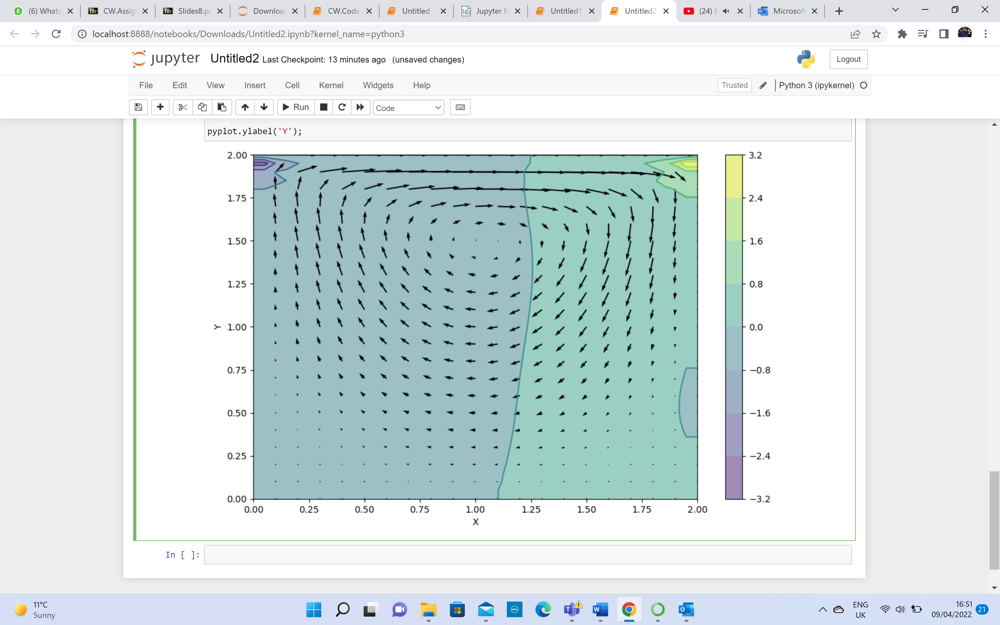 (6) Whats
CW.Assig
Slides8.p
Downloa
CW.Code
Untitled
Jupyter N
Untitled1
Untitled2
(24)
Microsoft
localhost:8888/notebooks/Downloads/Untitled2.ipynb?kernel_name=python3
jupyter Untitled2 Last Checkpoint: 13 minutes ago (unsaved changes)
Logout
File Edit View Insert Cell Kernel Widgets Help
Trusted Python 3 (ipykernel)
Run Code
pyplot.ylabel('Y');
2.00
1.75
1.50
1.25
Y 1.00
0.75
0.50
0.25
0.00
0.00 0.25 0.50 0.75 1.00 1.25 1.50 1.75 2.00
X
3.2
2.4
1.6
0.8
0.0
−0.8
−1.6
−2.4
−3.2
In [ ]:
11°C
Sunny
ENG
UK
16:51
09/04/2022
21